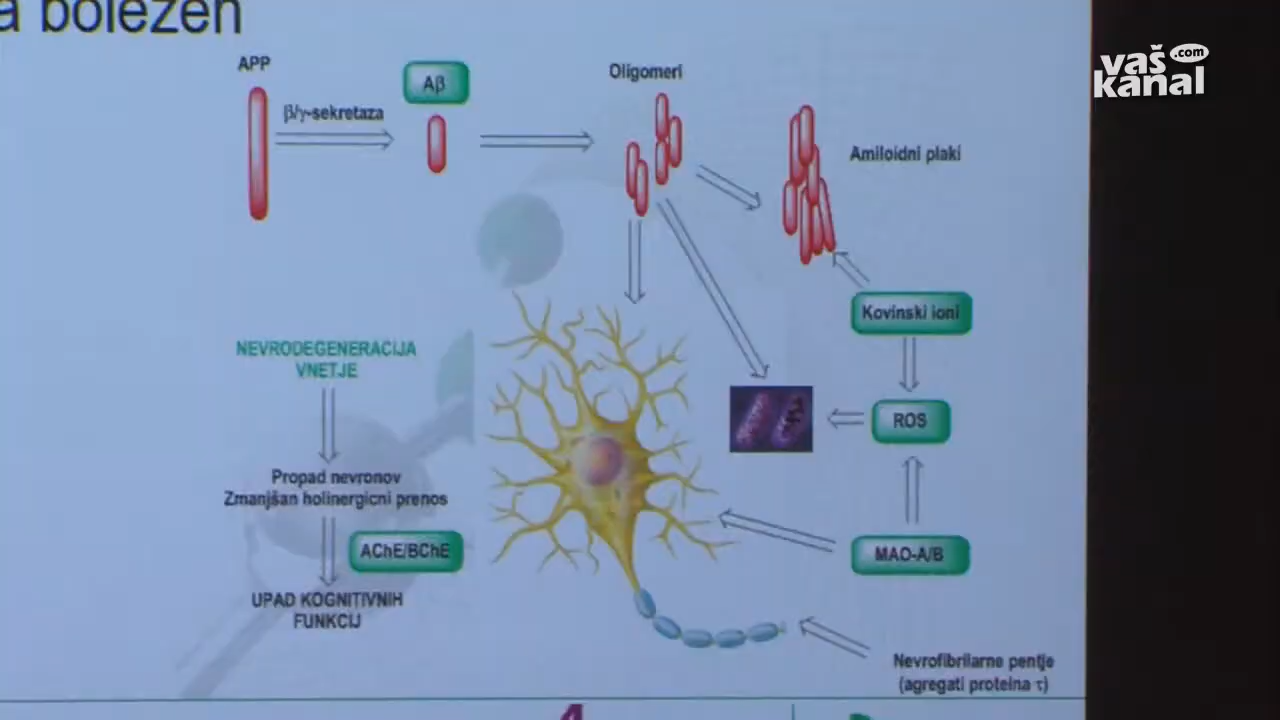 a bolezen
vaš
.com
kanal
APP
Aβ
Oligomeri
β/γ-sekretaza
Amiloidni plaki
Kovinski ioni
NEVRODEGENERACIJA
VNETJE
ROS
Propad nevronov
Zmanjšan holinergicni prenos
AChE/BChE
MAO-A/B
UPAD KOGNITIVNIH
FUNKCIJ
Nevrofibrilarne pentje
(agregati proteina τ)